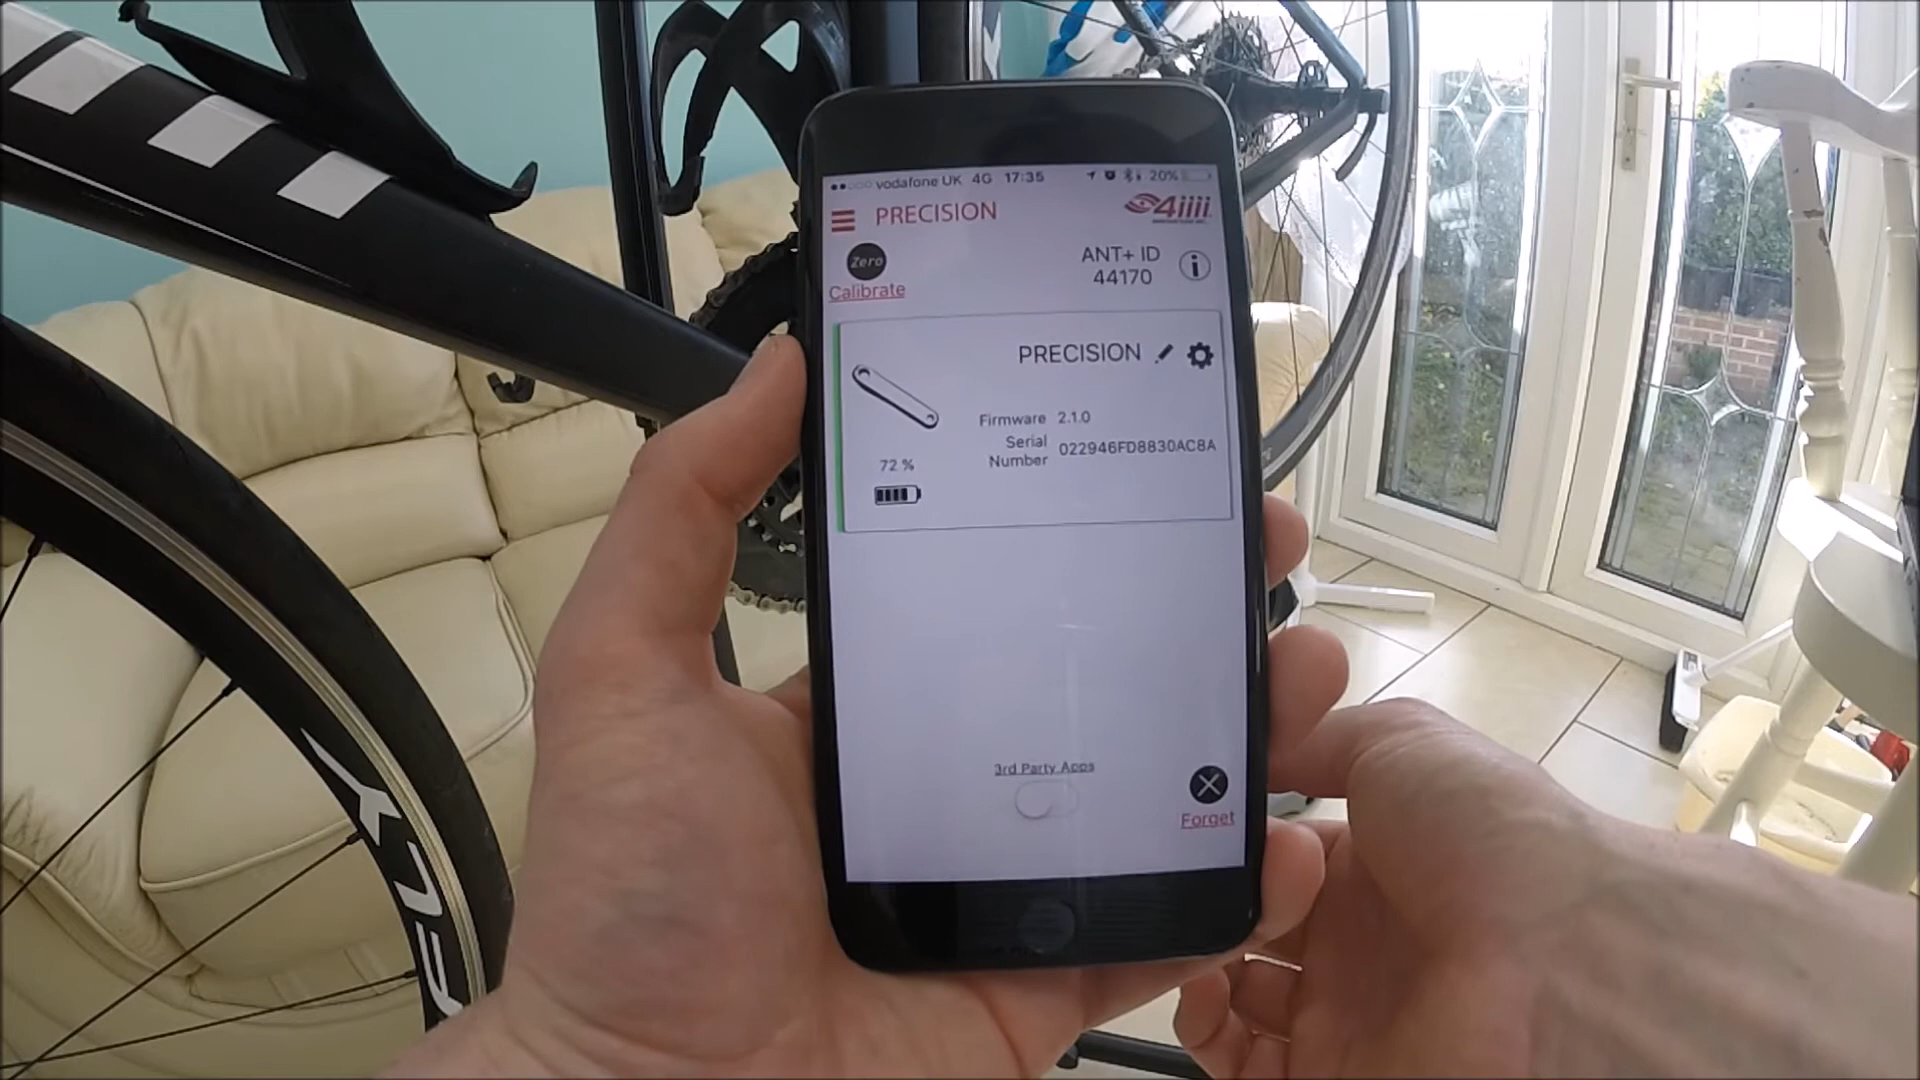 vodafone UK 4G 17:35 20%
PRECISION
4iiii
Zero
Calibrate
ANT+ ID
44170
PRECISION
Firmware 2.1.0
Serial
Number
022946FD8830AC8A
72 %
3rd Party Apps
Forget